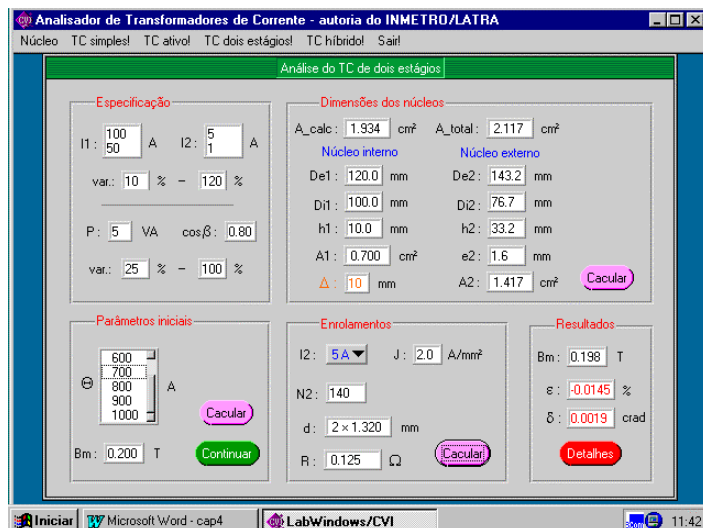 Analisador de Transformadores de Corrente - autoria do INMETRO/LATRA
Núcleo TC simples! TC ativo! TC dois estágios! TC híbrido! Sair!
Análise do TC de dois estágios
Especificação
I1 : 100 50 A I2 : 5 1 A
var.: 10 % - 120 %
P : 5 VA cosβ : 0.80
var.: 25 % - 100 %
Dimensões dos núcleos
A_calc : 1.934 cm² A_total : 2.117 cm²
Núcleo interno Núcleo externo
De1 : 120.0 mm De2 : 143.2 mm
Di1 : 100.0 mm Di2 : 76.7 mm
h1 : 10.0 mm h2 : 33.2 mm
A1 : 0.700 cm² e2 : 1.6 mm
Δ : 10 mm A2 : 1.417 cm² Cacular
Parâmetros iniciais
Θ 600 700 800 900 1000 A
Cacular
Bm : 0.200 T Continuar
Enrolamentos
I2 : 5 A J : 2.0 A/mm²
N2 : 140
d : 2 × 1.320 mm
R : 0.125 Ω Cacular
Resultados
Bm : 0.198 T
ε : -0.0145 %
δ : 0.0019 crad
Detalhes
Iniciar Microsoft Word - cap4 LabWindows/CVI 11:42